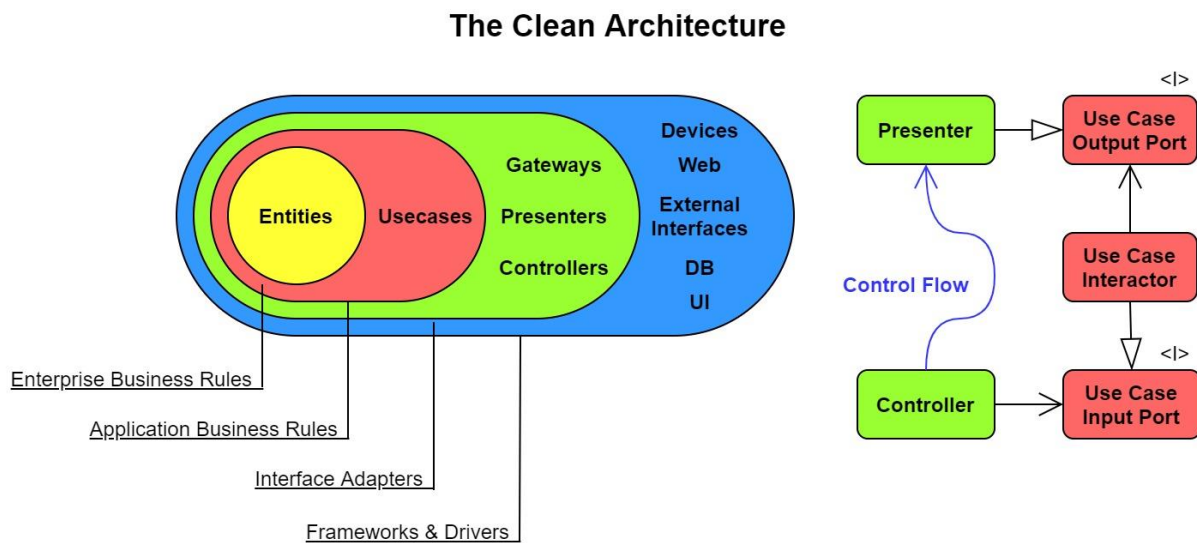 The Clean Architecture
Entities
Usecases
Gateways
Presenters
Controllers
Devices
Web
External
Interfaces
DB
UI
Enterprise Business Rules
Application Business Rules
Interface Adapters
Frameworks & Drivers
Presenter
<I>
Use Case
Output Port
Control Flow
Use Case
Interactor
Controller
<I>
Use Case
Input Port